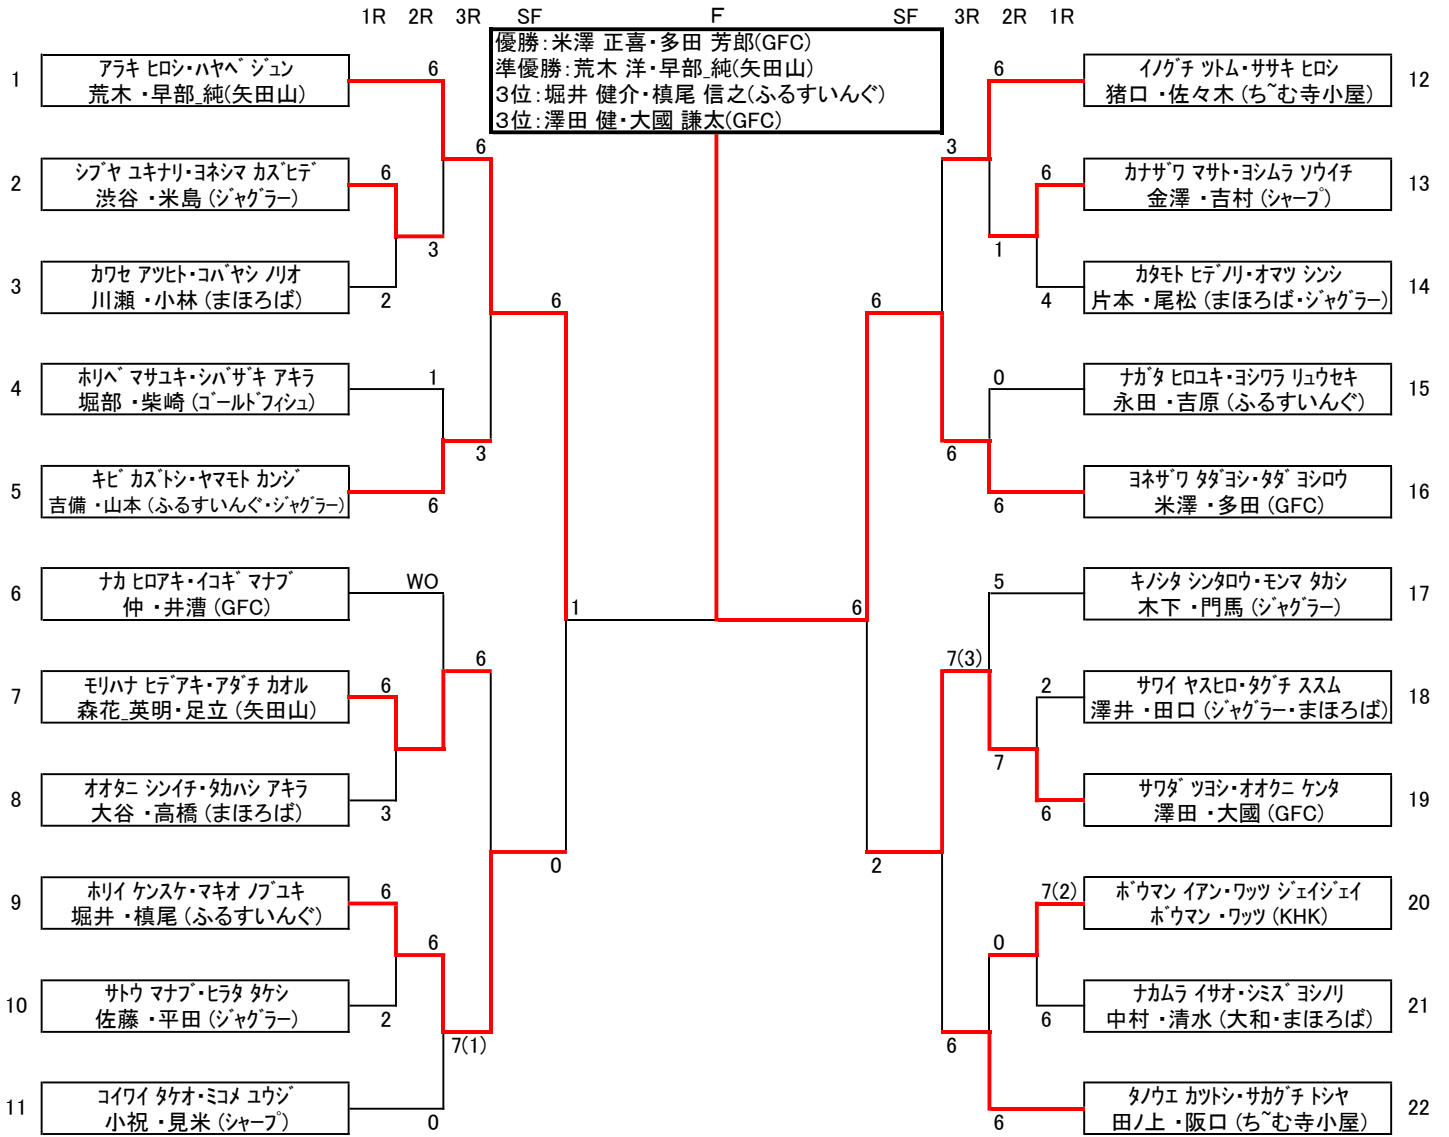 1R 2R 3R SF F SF 3R 2R 1R
優勝:米澤 正喜・多田 芳郎(GFC)
準優勝:荒木 洋・早部_純(矢田山)
3位:堀井 健介・槙尾 信之(ふるすいんぐ)
3位:澤田 健・大國 謙太(GFC)
1
アラキ ヒロシ・ハヤベ ジュン
荒木 ・早部_純(矢田山)
6
2
シブヤ ユキナリ・ヨネシマ カズヒデ
渋谷 ・米島 (ジャグラー)
6
3
3
カワセ アツヒト・コバヤシ ノリオ
川瀬 ・小林 (まほろば)
2
6
4
ホリベ マサユキ・シバザキ アキラ
堀部 ・柴崎 (ゴールドフィシュ)
1
3
5
キビ カズトシ・ヤマモト カンジ
吉備 ・山本 (ふるすいんぐ・ジャグラー)
6
6
6
ナカ ヒロアキ・イコギ マナブ
仲 ・井漕 (GFC)
WO
1
7
モリハナ ヒデアキ・アダチ カオル
森花_英明・足立 (矢田山)
6
6
8
オオタニ シンイチ・タカハシ アキラ
大谷 ・高橋 (まほろば)
3
0
9
ホリイ ケンスケ・マキオ ノブユキ
堀井 ・槙尾 (ふるすいんぐ)
6
6
10
サトウ マナブ・ヒラタ タケシ
佐藤 ・平田 (ジャグラー)
2
7(1)
11
コイワイ タケオ・ミコメ ユウジ
小祝 ・見米 (シャープ)
0
12
イノグチ ツトム・ササキ ヒロシ
猪口 ・佐々木 (ち~む寺小屋)
6
3
13
カナザワ マサト・ヨシムラ ソウイチ
金澤 ・吉村 (シャープ)
6
1
14
カタモト ヒデノリ・オマツ シンシ
片本 ・尾松 (まほろば・ジャグラー)
4
6
15
ナガタ ヒロユキ・ヨシワラ リュウセキ
永田 ・吉原 (ふるすいんぐ)
0
6
16
ヨネザワ タダヨシ・タダ ヨシロウ
米澤 ・多田 (GFC)
6
6
17
キノシタ シンタロウ・モンマ タカシ
木下 ・門馬 (ジャグラー)
5
7(3)
18
サワイ ヤスヒロ・タグチ ススム
澤井 ・田口 (ジャグラー・まほろば)
2
7
19
サワダ ツヨシ・オオクニ ケンタ
澤田 ・大國 (GFC)
6
2
20
ボウマン イアン・ワッツ ジェイジェイ
ボウマン ・ワッツ (KHK)
7(2)
0
21
ナカムラ イサオ・シミズ ヨシノリ
中村 ・清水 (大和・まほろば)
6
6
22
タノウエ カツトシ・サカグチ トシヤ
田ノ上 ・阪口 (ち~む寺小屋)
6